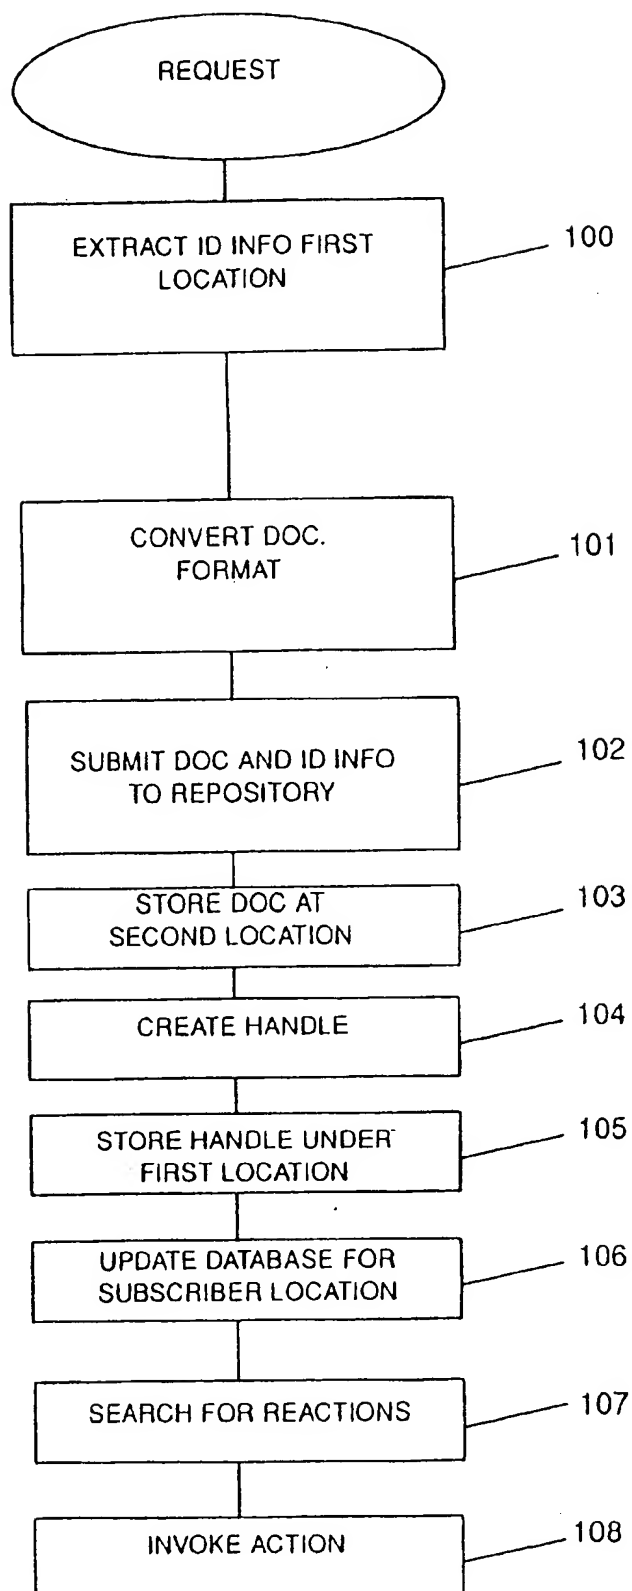 REQUEST
EXTRACT ID INFO FIRST
LOCATION
100
CONVERT DOC.
FORMAT
101
SUBMIT DOC AND ID INFO
TO REPOSITORY
102
STORE DOC AT
SECOND LOCATION
103
CREATE HANDLE
104
STORE HANDLE UNDER
FIRST LOCATION
105
UPDATE DATABASE FOR
SUBSCRIBER LOCATION
106
SEARCH FOR REACTIONS
107
INVOKE ACTION
108